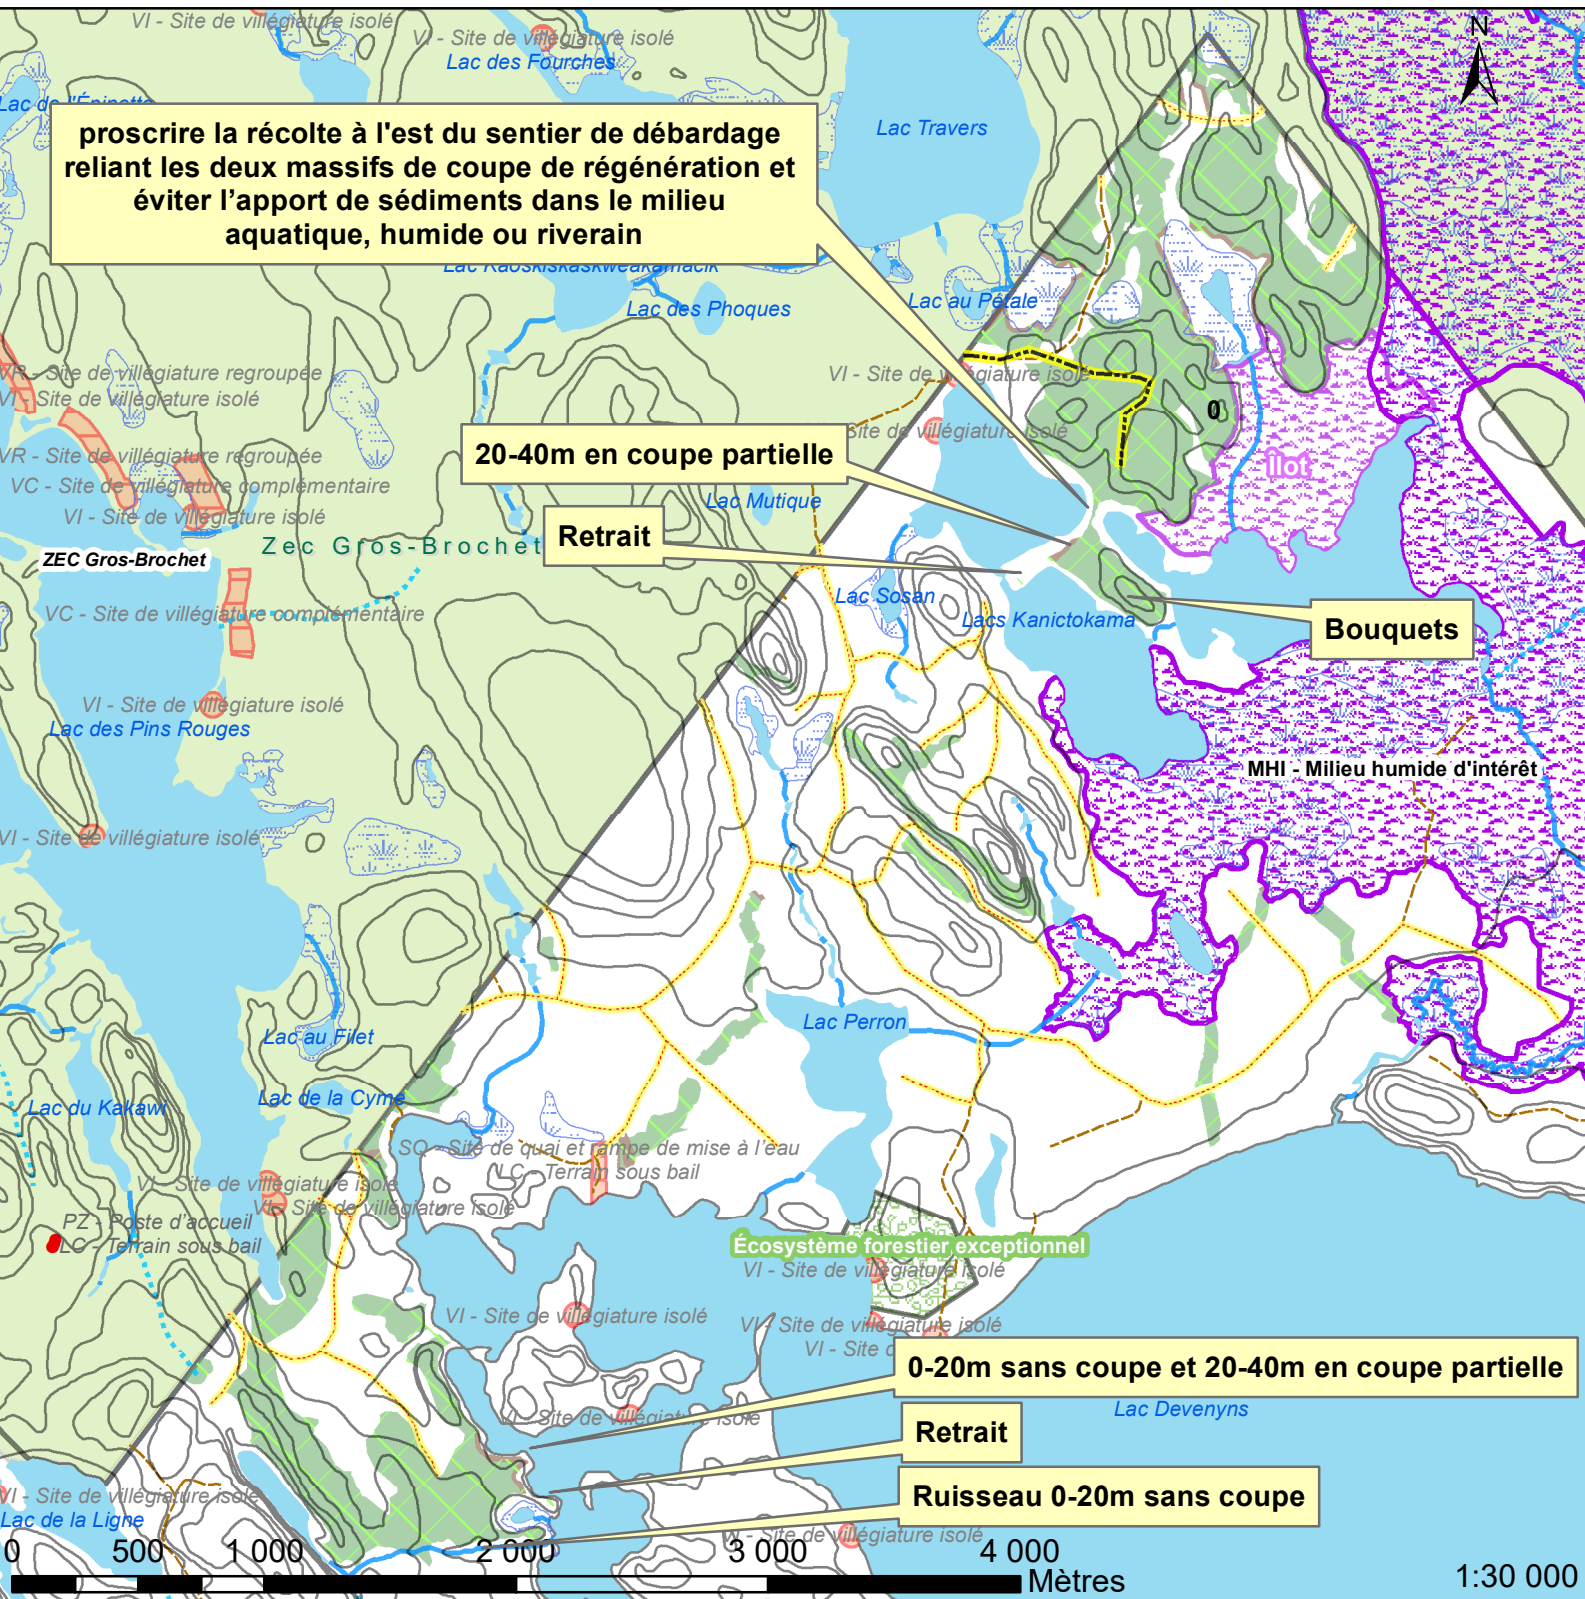 VI - Site de villégiature isolé
VI - Site de villégiature isolé
Lac des Fourches
N
Lac de l'Épinette
Lac Travers
proscrire la récolte à l'est du sentier de débardage
reliant les deux massifs de coupe de régénération et
éviter l’apport de sédiments dans le milieu
aquatique, humide ou riverain
Lac des Phoques
Lac au Pétale
VR - Site de villégiature regroupée
VI - Site de villégiature isolé
VI - Site de villégiature isolé
0
Site de villégiature isolé
20-40m en coupe partielle
VR - Site de villégiature regroupée
VC - Site de villégiature complémentaire
Îlot
Lac Mutique
VI - Site de villégiature isolé
Retrait
Zec Gros-Brochet
ZEC Gros-Brochet
Lac Sosan
VC - Site de villégiature complémentaire
Lacs Kanictokama
Bouquets
VI - Site de villégiature isolé
Lac des Pins Rouges
MHI - Milieu humide d'intérêt
VI - Site de villégiature isolé
Lac Perron
Lac au Filet
Lac de la Cyme
Lac du Kakawi
SQ - Site de quai et rampe de mise à l'eau
LC - Terrain sous bail
VI - Site de villégiature isolé
VI - Site de villégiature isolé
PZ - Poste d'accueil
LC - Terrain sous bail
Écosystème forestier exceptionnel
VI - Site de villégiature isolé
VI - Site de villégiature isolé
VI - Site de villégiature isolé
VI - Site d
0-20m sans coupe et 20-40m en coupe partielle
Lac Devenyns
VI - Site de villégiature isolé
Retrait
Ruisseau 0-20m sans coupe
VI - Site de villégiature isolé
Lac de la Ligne
VI - Site de villégiature isolé
0 500 1 000 2 000 3 000 4 000
Mètres
1:30 000